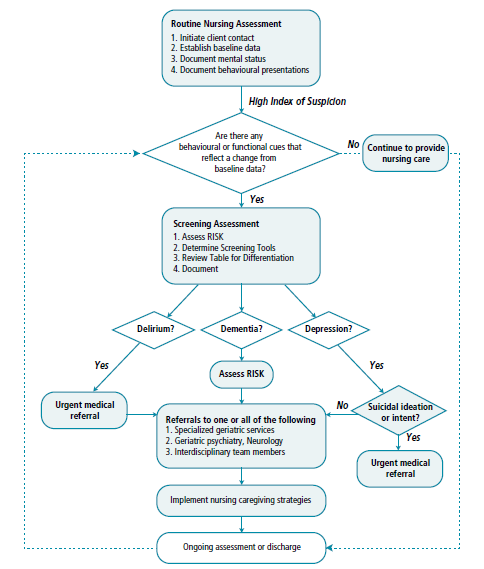 Routine Nursing Assessment
1. Initiate client contact
2. Establish baseline data
3. Document mental status
4. Document behavioural presentations
High Index of Suspicion
Are there any
behavioural or functional cues that
reflect a change from
baseline data?
No
Continue to provide
nursing care
Yes
Screening Assessment
1. Assess RISK
2. Determine Screening Tools
3. Review Table for Differentiation
4. Document
Delirium?
Dementia?
Depression?
Yes
Assess RISK
Yes
Urgent medical
referral
Referrals to one or all of the following
1. Specialized geriatric services
2. Geriatric psychiatry, Neurology
3. Interdisciplinary team members
No
Suicidal ideation
or intent?
Yes
Urgent medical
referral
Implement nursing caregiving strategies
Ongoing assessment or discharge